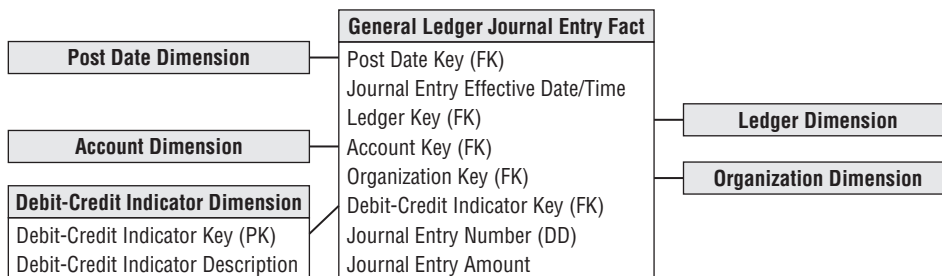 Post Date Dimension
Account Dimension
Debit-Credit Indicator Dimension
Debit-Credit Indicator Key (PK)
Debit-Credit Indicator Description
General Ledger Journal Entry Fact
Post Date Key (FK)
Journal Entry Effective Date/Time
Ledger Key (FK)
Account Key (FK)
Organization Key (FK)
Debit-Credit Indicator Key (FK)
Journal Entry Number (DD)
Journal Entry Amount
Ledger Dimension
Organization Dimension